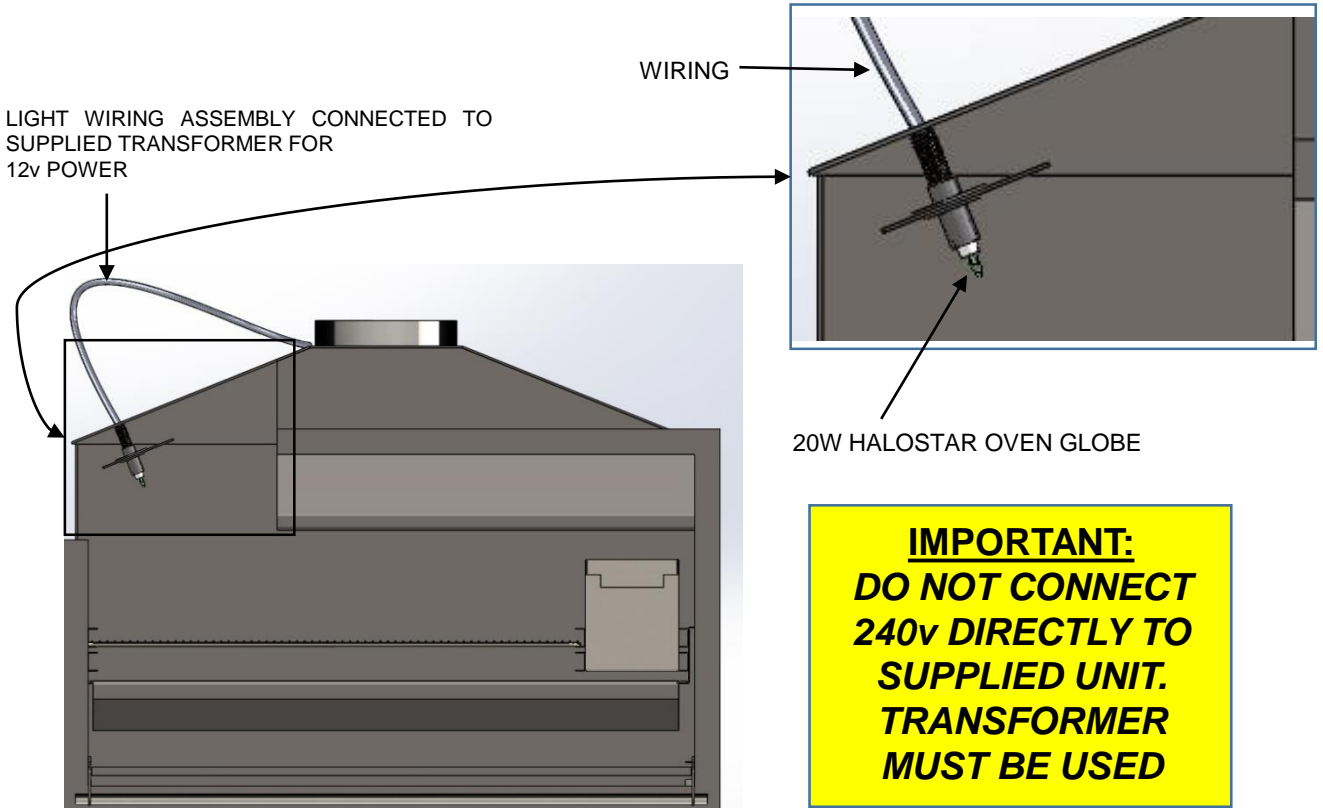 WIRING
LIGHT WIRING ASSEMBLY CONNECTED TO
SUPPLIED TRANSFORMER FOR
12v POWER
20W HALOSTAR OVEN GLOBE
IMPORTANT:
DO NOT CONNECT
240v DIRECTLY TO
SUPPLIED UNIT.
TRANSFORMER
MUST BE USED